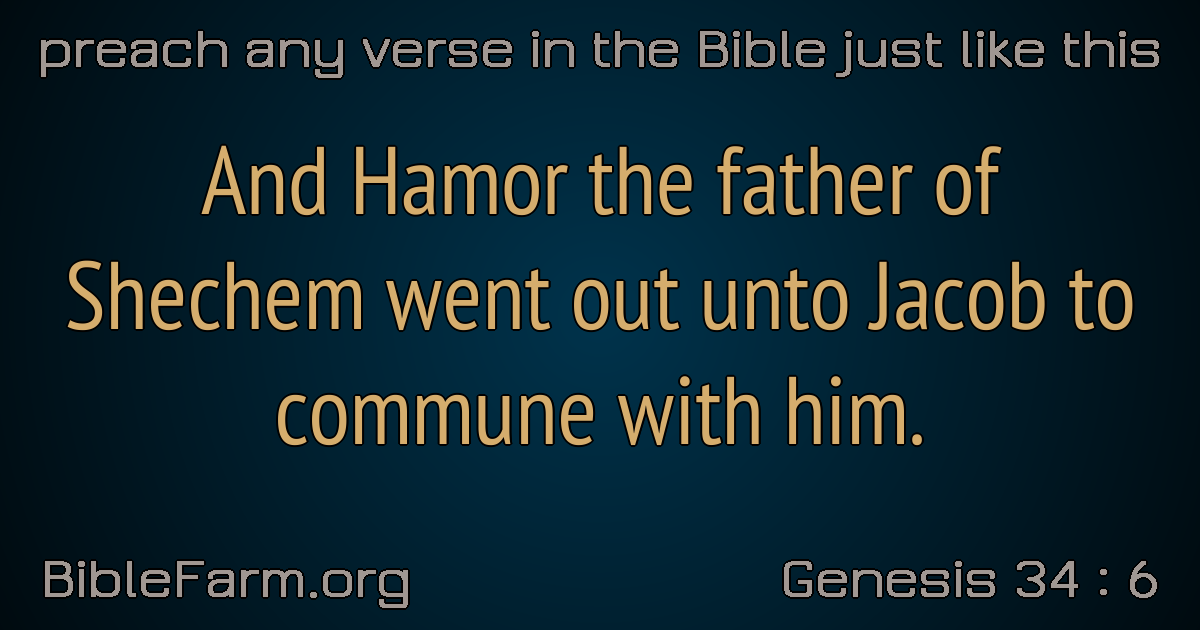 preach any verse in the Bible just like this
And Hamor the father of
Shechem went out unto Jacob to
commune with him.
BibleFarm.org
Genesis 34 : 6